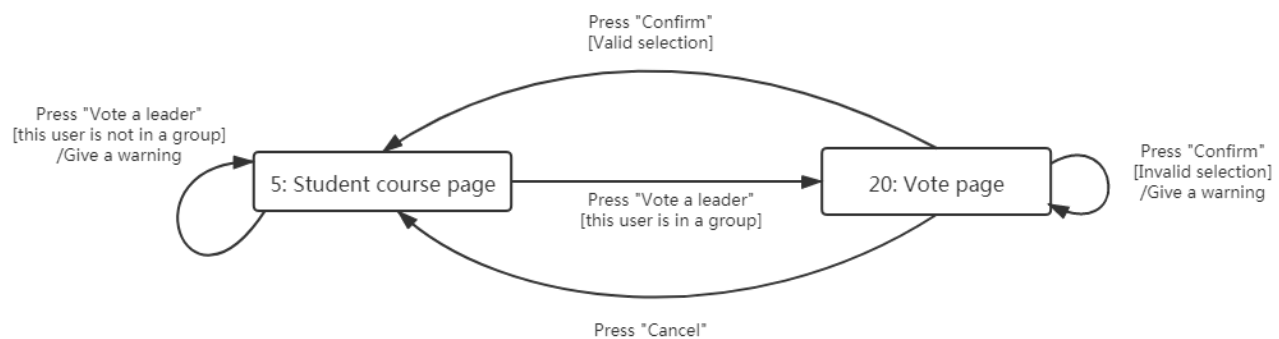 Press "Confirm"
[Valid selection]
Press "Vote a leader"
[this user is not in a group]
/Give a warning
5: Student course page
Press "Vote a leader"
[this user is in a group]
20: Vote page
Press "Confirm"
[Invalid selection]
/Give a warning
Press "Cancel"